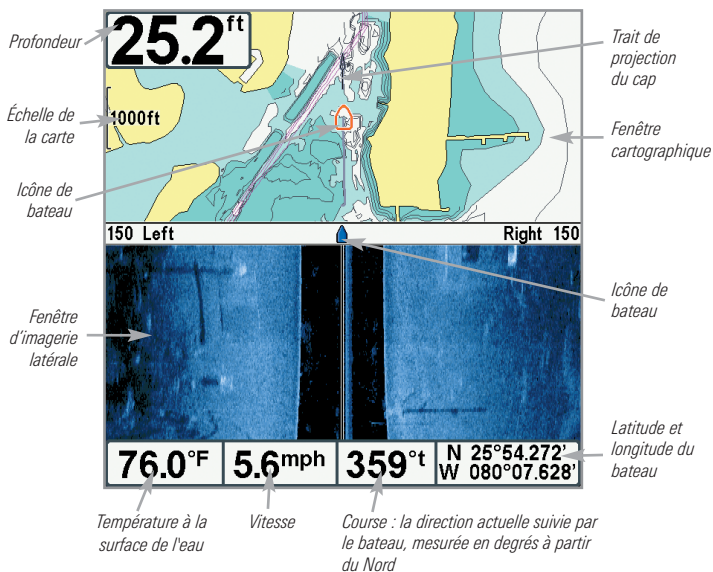 Profondeur
25.2 ft
Trait de
projection
du cap
Échelle de
la carte
1000ft
Fenêtre
cartographique
Icône de
bateau
150 Left
Right 150
Icône de
bateau
Fenêtre
d'imagerie
latérale
Latitude et
longitude du
bateau
76.0°F
5.6mph
359°t
N 25°54.272'
W 080°07.628'
Température à la
surface de l'eau
Vitesse
Course : la direction actuelle suivie par
le bateau, mesurée en degrés à partir
du Nord